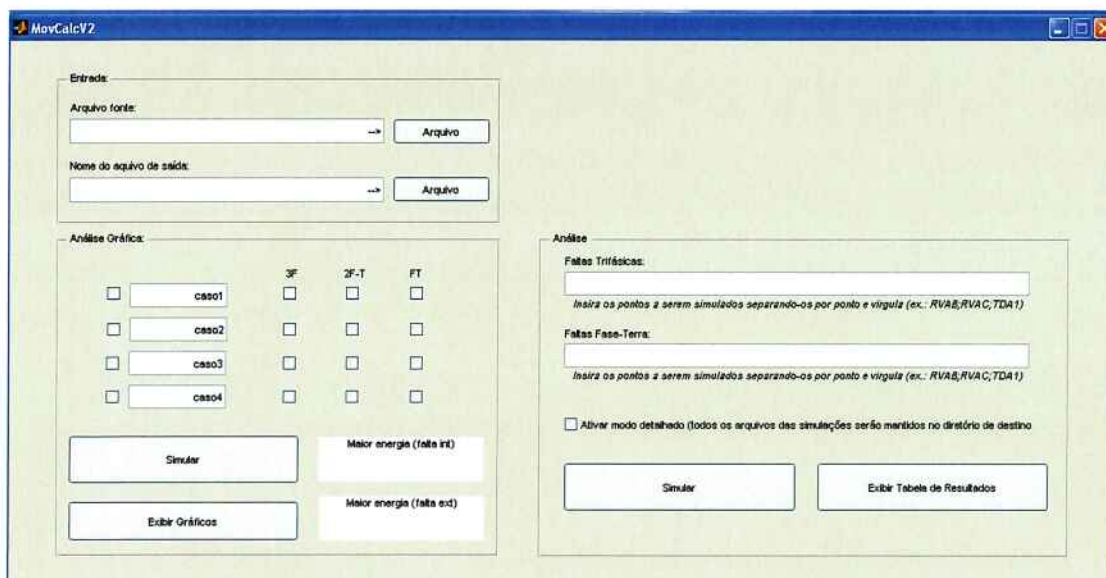 MovCalcV2
Entrada:
Arquivo fonte:
--> Arquivo
Nome do aquivo de saída:
--> Arquivo
Análise Gráfica:
3F 2F-T FT
caso1
caso2
caso3
caso4
Simular
Maior energia (falta int)
Exibir Gráficos
Maior energia (falta ext)
Análise
Faltas Trifásicas:
Insira os pontos a serem simulados separando-os por ponto e vírgula (ex.: RVAB;RVAC;TDA1)
Faltas Fase-Terra:
Insira os pontos a serem simulados separando-os por ponto e vírgula (ex.: RVAB;RVAC;TDA1)
Ativar modo detalhado (todos os arquivos das simulações serão mantidos no diretório de destino
Simular
Exibir Tabela de Resultados